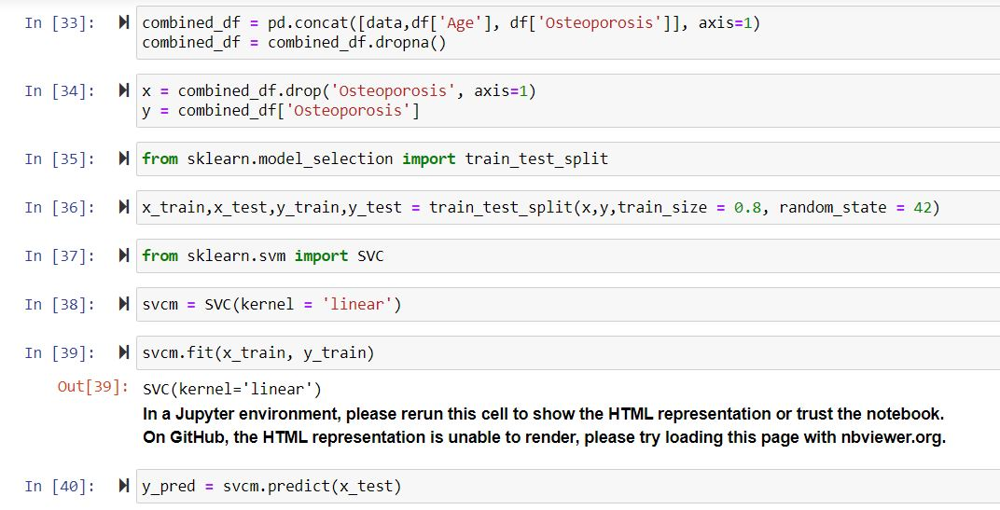 In [33]: combined_df = pd.concat([data,df['Age'], df['Osteoporosis']], axis=1)
combined_df = combined_df.dropna()
In [34]: x = combined_df.drop('Osteoporosis', axis=1)
y = combined_df['Osteoporosis']
In [35]: from sklearn.model_selection import train_test_split
In [36]: x_train,x_test,y_train,y_test = train_test_split(x,y,train_size = 0.8, random_state = 42)
In [37]: from sklearn.svm import SVC
In [38]: svcm = SVC(kernel = 'linear')
In [39]: svcm.fit(x_train, y_train)
Out[39]: SVC(kernel='linear')
In a Jupyter environment, please rerun this cell to show the HTML representation or trust the notebook.
On GitHub, the HTML representation is unable to render, please try loading this page with nbviewer.org.
In [40]: y_pred = svcm.predict(x_test)